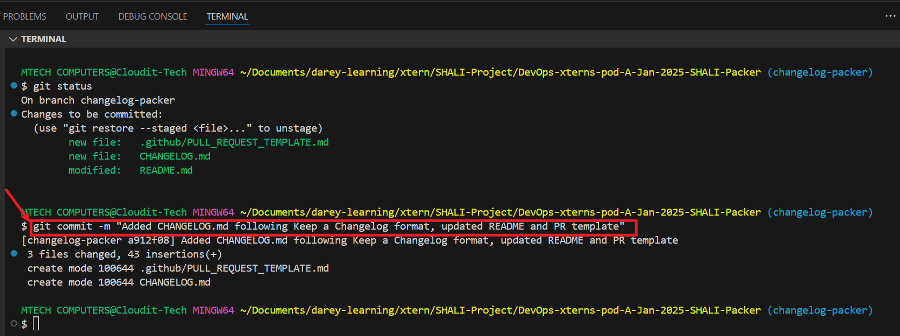 PROBLEMS OUTPUT DEBUG CONSOLE TERMINAL ...
TERMINAL
MTECH COMPUTERS@Cloudit-Tech MINGW64 ~/Documents/darey-learning/xtern/SHALI-Project/DevOps-xterns-pod-A-Jan-2025-SHALI-Packer (changelog-packer)
$ git status
On branch changelog-packer
Changes to be committed:
(use "git restore --staged <file>..." to unstage)
new file: .github/PULL_REQUEST_TEMPLATE.md
new file: CHANGELOG.md
modified: README.md
MTECH COMPUTERS@Cloudit-Tech MINGW64 ~/Documents/darey-learning/xtern/SHALI-Project/DevOps-xterns-pod-A-Jan-2025-SHALI-Packer (changelog-packer)
$ git commit -m "Added CHANGELOG.md following Keep a Changelog format, updated README and PR template"
[changelog-packer a912f08] Added CHANGELOG.md following Keep a Changelog format, updated README and PR template
3 files changed, 43 insertions(+)
create mode 100644 .github/PULL_REQUEST_TEMPLATE.md
create mode 100644 CHANGELOG.md
MTECH COMPUTERS@Cloudit-Tech MINGW64 ~/Documents/darey-learning/xtern/SHALI-Project/DevOps-xterns-pod-A-Jan-2025-SHALI-Packer (changelog-packer)
$